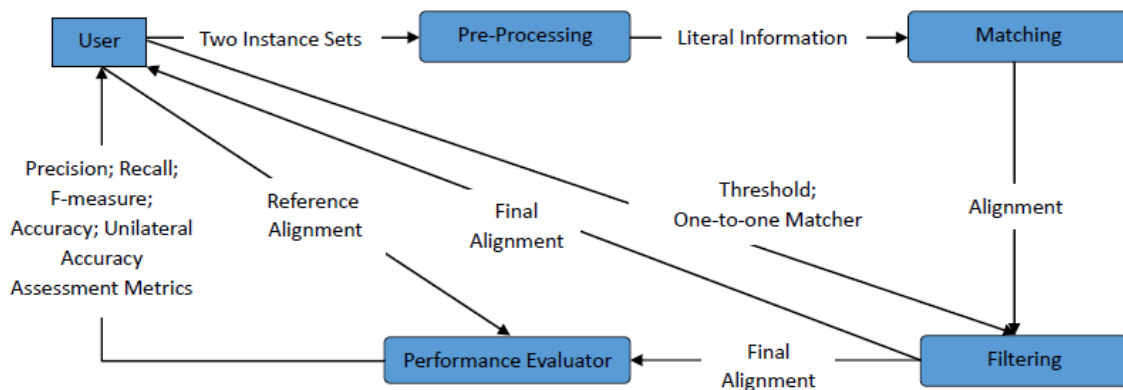 User
Two Instance Sets
Pre-Processing
Literal Information
Matching
Precision; Recall;
F-measure;
Accuracy; Unilateral
Accuracy
Assessment Metrics
Reference
Alignment
Final
Alignment
Threshold;
One-to-one Matcher
Alignment
Performance Evaluator
Final
Alignment
Filtering